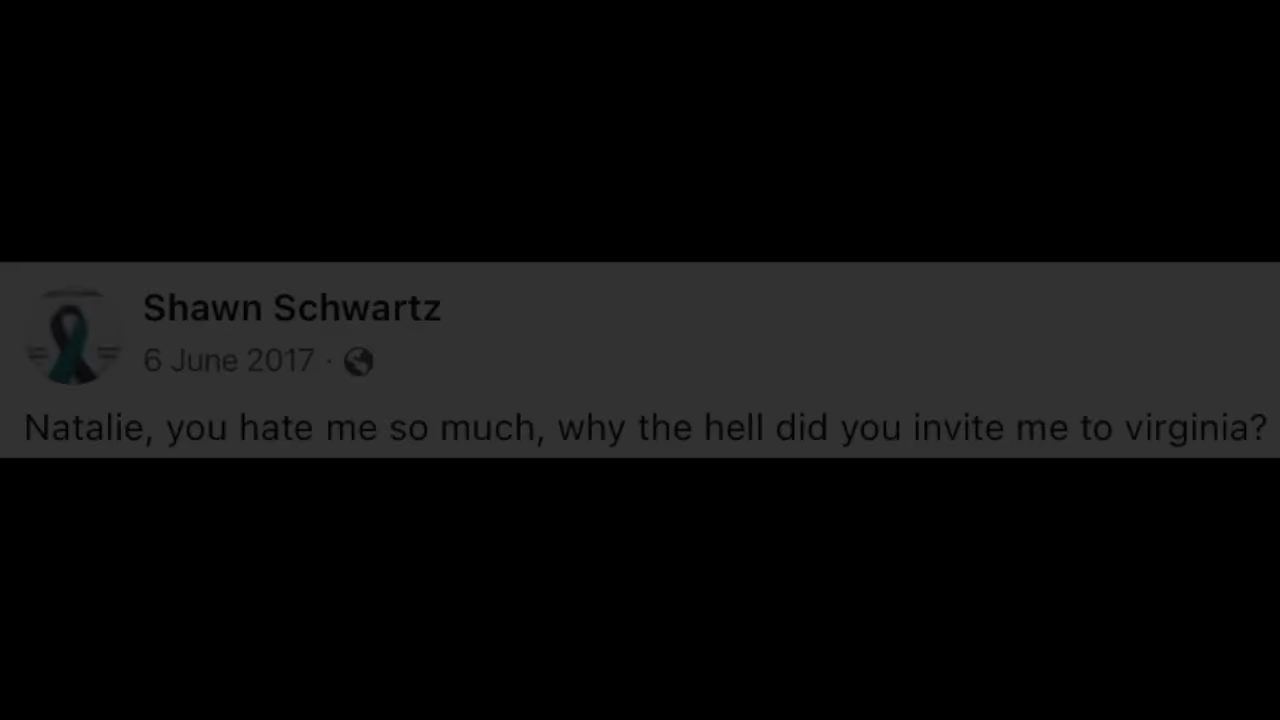 Shawn Schwartz
6 June 2017 ·
Natalie, you hate me so much, why the hell did you invite me to virginia?